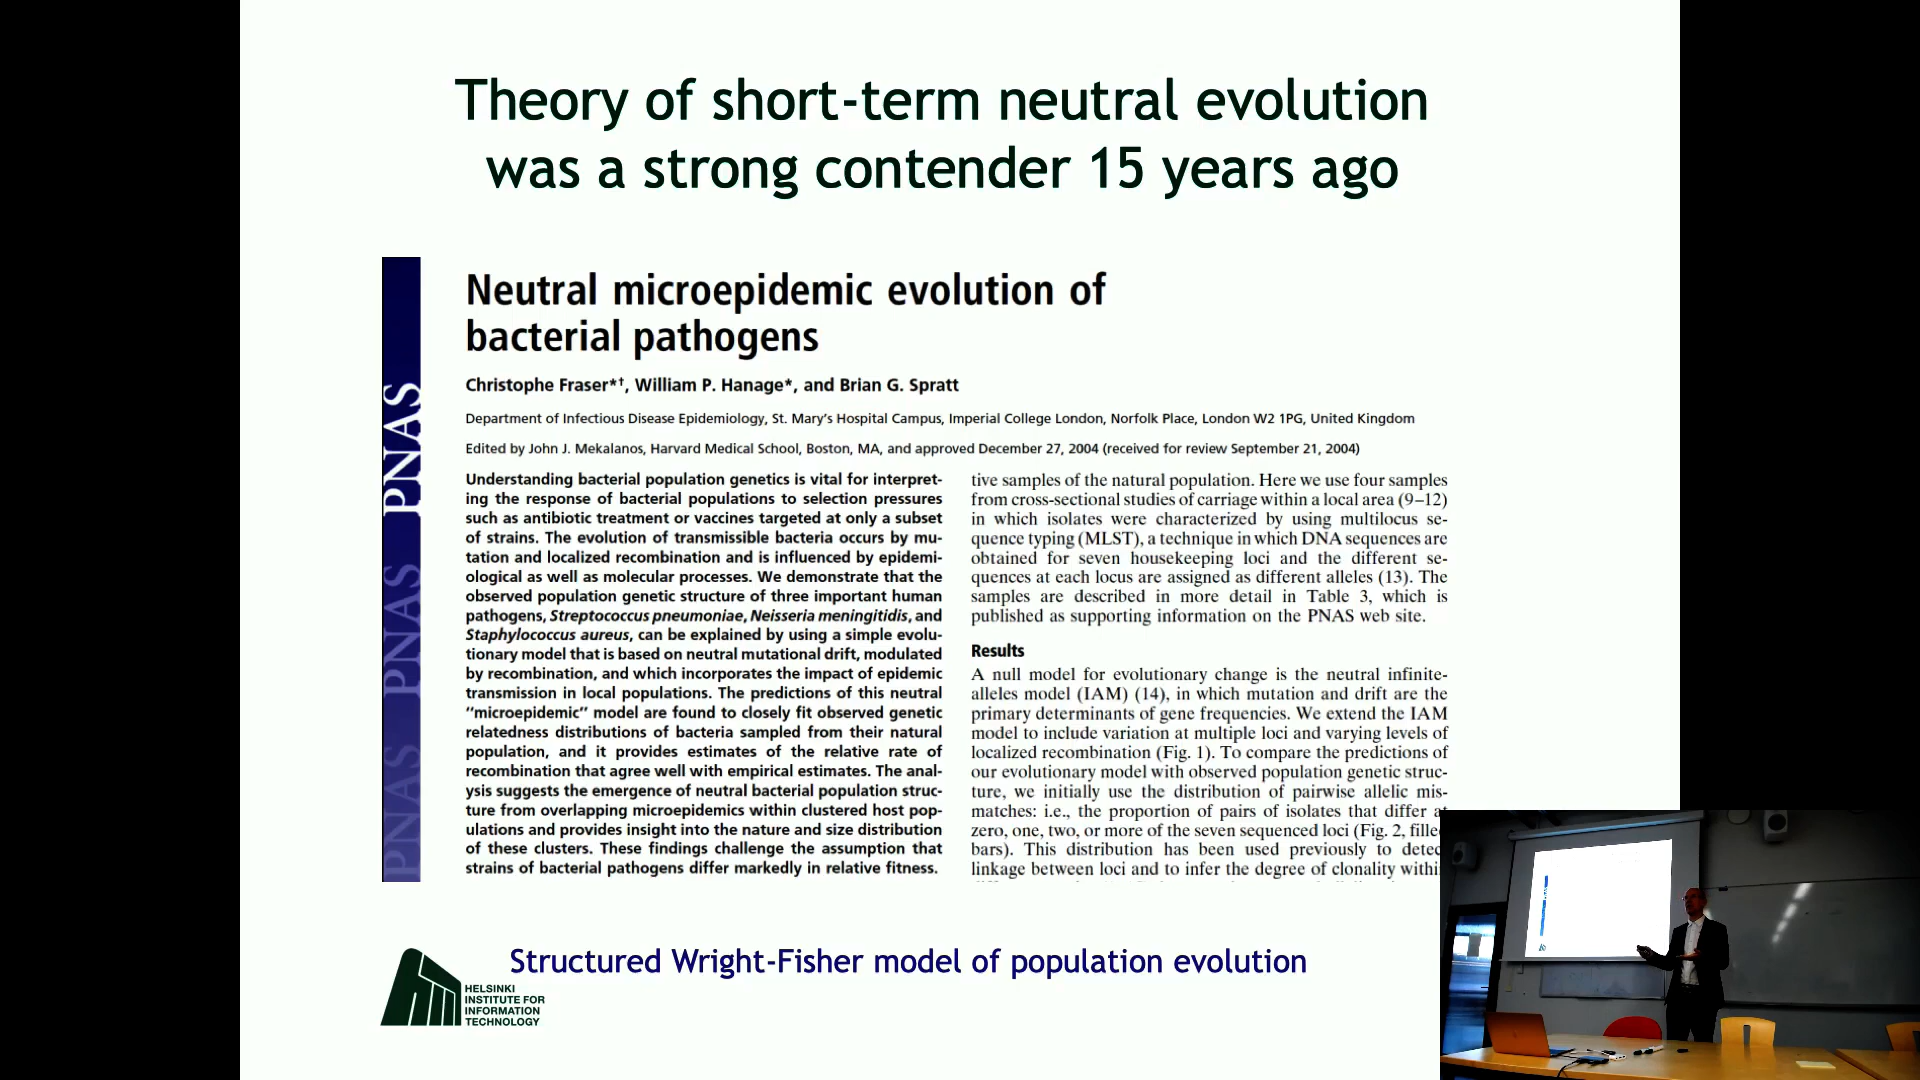 Theory of short-term neutral evolution
was a strong contender 15 years ago
PNAS PNAS PNAS PNAS
Neutral microepidemic evolution of
bacterial pathogens
Christophe Fraser*†, William P. Hanage*, and Brian G. Spratt
Department of Infectious Disease Epidemiology, St. Mary's Hospital Campus, Imperial College London, Norfolk Place, London W2 1PG, United Kingdom
Edited by John J. Mekalanos, Harvard Medical School, Boston, MA, and approved December 27, 2004 (received for review September 21, 2004)
Understanding bacterial population genetics is vital for interpret-
ing the response of bacterial populations to selection pressures
such as antibiotic treatment or vaccines targeted at only a subset
of strains. The evolution of transmissible bacteria occurs by mu-
tation and localized recombination and is influenced by epidemi-
ological as well as molecular processes. We demonstrate that the
observed population genetic structure of three important human
pathogens, Streptococcus pneumoniae, Neisseria meningitidis, and
Staphylococcus aureus, can be explained by using a simple evolu-
tionary model that is based on neutral mutational drift, modulated
by recombination, and which incorporates the impact of epidemic
transmission in local populations. The predictions of this neutral
"microepidemic" model are found to closely fit observed genetic
relatedness distributions of bacteria sampled from their natural
population, and it provides estimates of the relative rate of
recombination that agree well with empirical estimates. The anal-
ysis suggests the emergence of neutral bacterial population struc-
ture from overlapping microepidemics within clustered host pop-
ulations and provides insight into the nature and size distribution
of these clusters. These findings challenge the assumption that
strains of bacterial pathogens differ markedly in relative fitness.
tive samples of the natural population. Here we use four samples
from cross-sectional studies of carriage within a local area (9–12)
in which isolates were characterized by using multilocus se-
quence typing (MLST), a technique in which DNA sequences are
obtained for seven housekeeping loci and the different se-
quences at each locus are assigned as different alleles (13). The
samples are described in more detail in Table 3, which is
published as supporting information on the PNAS web site.
Results
A null model for evolutionary change is the neutral infinite-
alleles model (IAM) (14), in which mutation and drift are the
primary determinants of gene frequencies. We extend the IAM
model to include variation at multiple loci and varying levels of
localized recombination (Fig. 1). To compare the predictions of
our evolutionary model with observed population genetic struc-
ture, we initially use the distribution of pairwise allelic mis-
matches: i.e., the proportion of pairs of isolates that differ at
zero, one, two, or more of the seven sequenced loci (Fig. 2, fille
bars). This distribution has been used previously to detec
linkage between loci and to infer the degree of clonality withi
Structured Wright-Fisher model of population evolution
HELSINKI
INSTITUTE FOR
INFORMATION
TECHNOLOGY